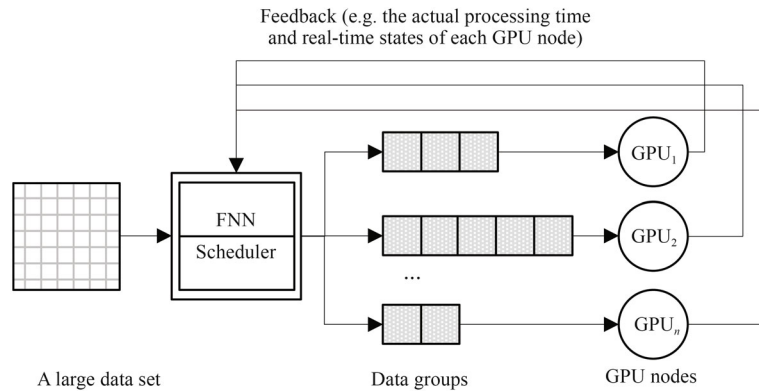 Feedback (e.g. the actual processing time
and real-time states of each GPU node)
GPU₁
FNN
Scheduler
GPU₂
...
GPUₙ
A large data set
Data groups
GPU nodes